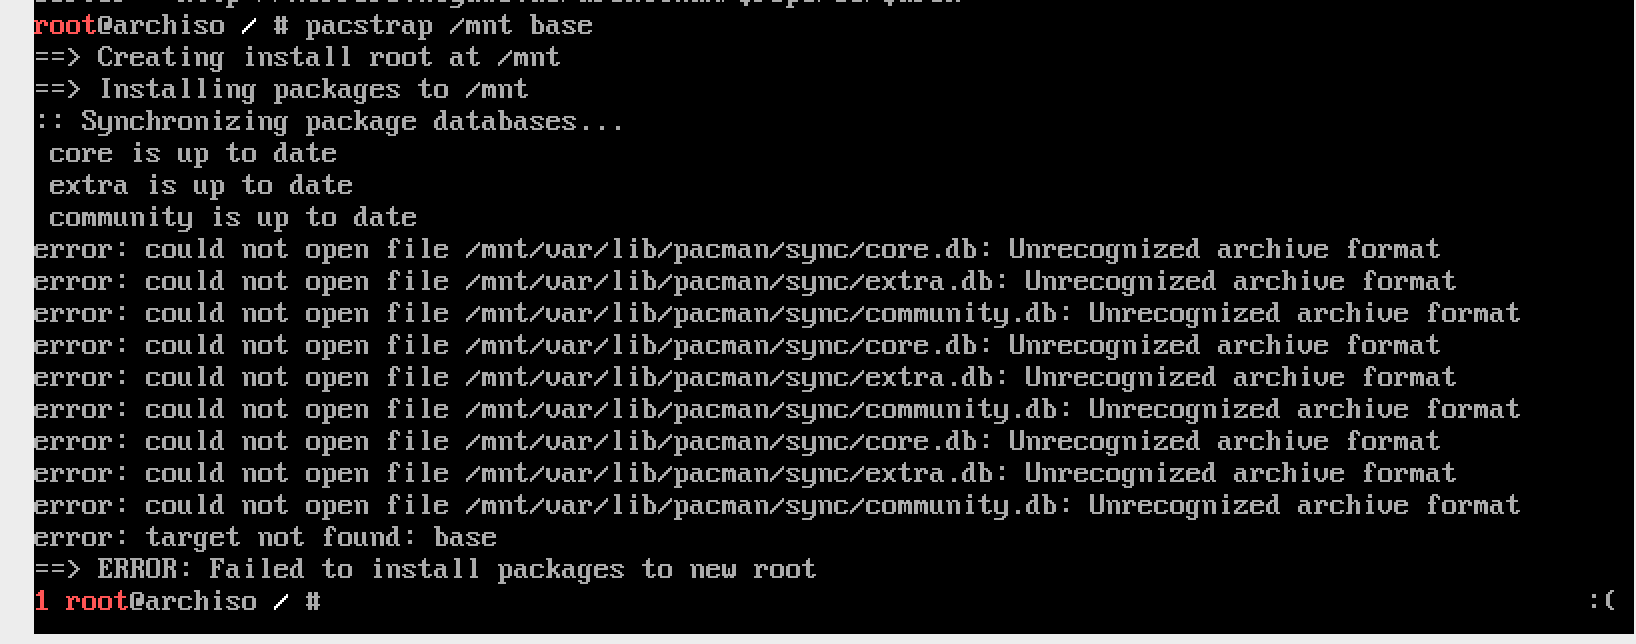 root@archiso / # pacstrap /mnt base
==> Creating install root at /mnt
==> Installing packages to /mnt
:: Synchronizing package databases...
core is up to date
extra is up to date
community is up to date
error: could not open file /mnt/var/lib/pacman/sync/core.db: Unrecognized archive format
error: could not open file /mnt/var/lib/pacman/sync/extra.db: Unrecognized archive format
error: could not open file /mnt/var/lib/pacman/sync/community.db: Unrecognized archive format
error: could not open file /mnt/var/lib/pacman/sync/core.db: Unrecognized archive format
error: could not open file /mnt/var/lib/pacman/sync/extra.db: Unrecognized archive format
error: could not open file /mnt/var/lib/pacman/sync/community.db: Unrecognized archive format
error: could not open file /mnt/var/lib/pacman/sync/core.db: Unrecognized archive format
error: could not open file /mnt/var/lib/pacman/sync/extra.db: Unrecognized archive format
error: could not open file /mnt/var/lib/pacman/sync/community.db: Unrecognized archive format
error: target not found: base
==> ERROR: Failed to install packages to new root
1 root@archiso / # :(